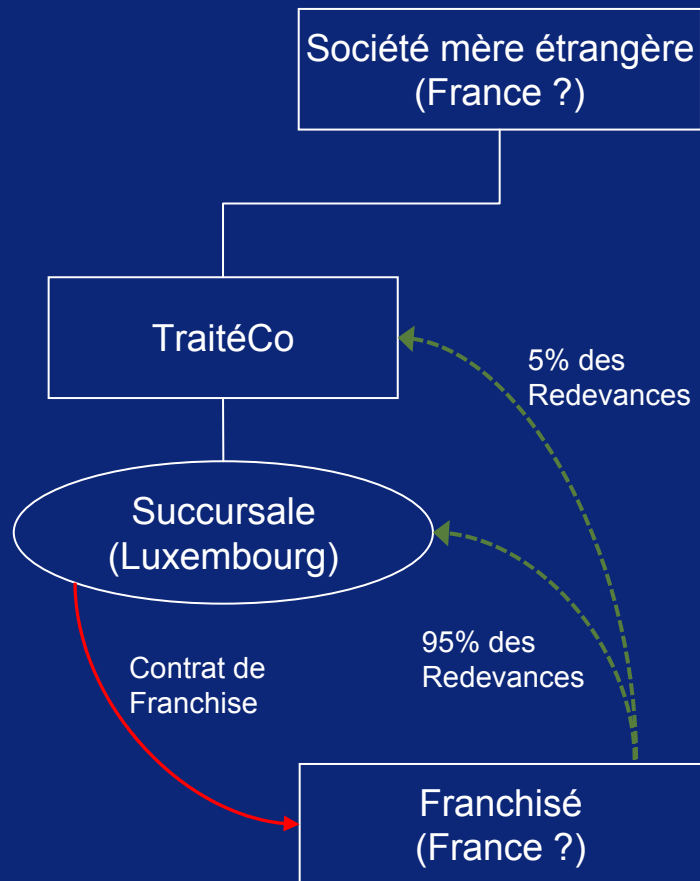 Société mère étrangère
(France ?)
TraitéCo
5% des
Redevances
Succursale
(Luxembourg)
95% des
Redevances
Contrat de
Franchise
Franchisé
(France ?)